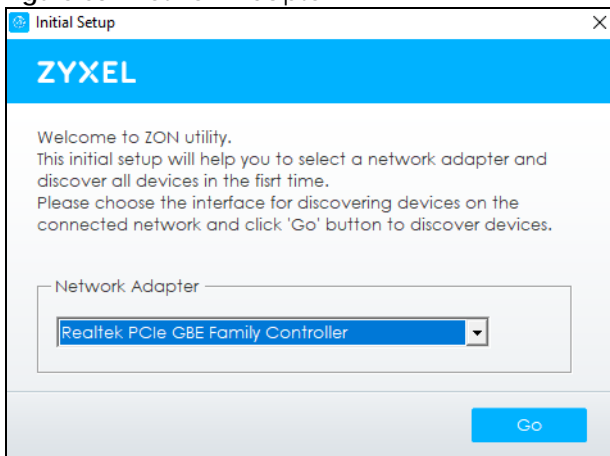 Initial Setup
ZYXEL
Welcome to ZON utility.
This initial setup will help you to select a network adapter and
discover all devices in the fisrt time.
Please choose the interface for discovering devices on the
connected network and click 'Go' button to discover devices.
Network Adapter
Realtek PCIe GBE Family Controller
Go